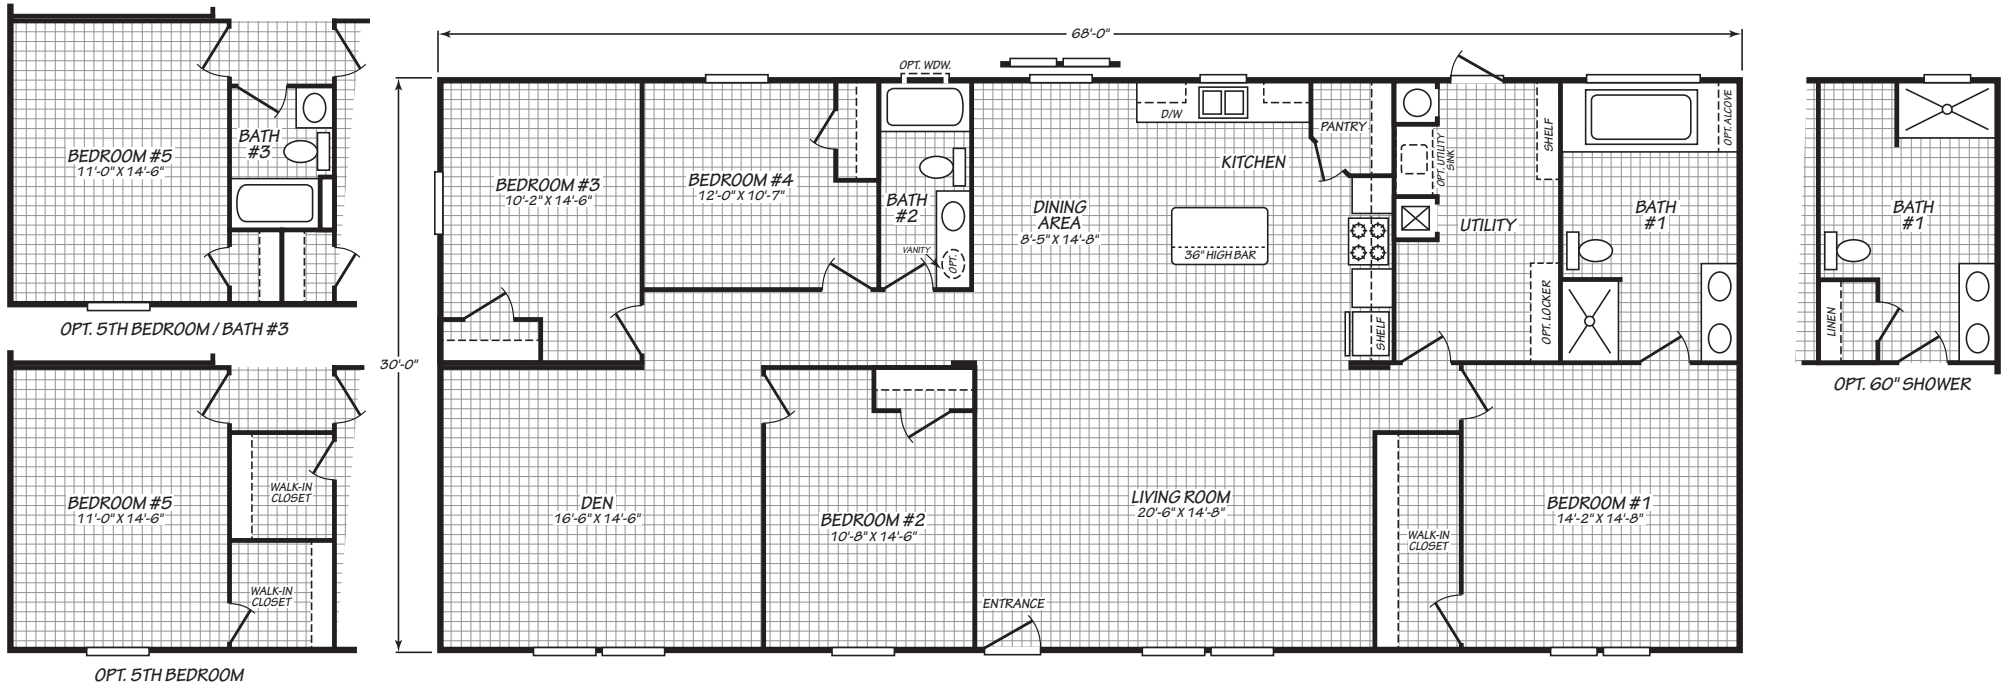 BEDROOM #5
11'-0" X 14'-6"
BATH
#3
OPT. 5TH BEDROOM / BATH #3
BEDROOM #5
11'-0" X 14'-6"
WALK-IN
CLOSET
WALK-IN
CLOSET
OPT. 5TH BEDROOM
68'-0"
30'-0"
OPT. WDW.
BEDROOM #3
10'-2" X 14'-6"
BEDROOM #4
12'-0" X 10'-7"
BATH
#2
VANITY
OPT.
DINING
AREA
8'-5" X 14'-8"
D/W
KITCHEN
PANTRY
36" HIGH BAR
SHELF
OPT. UTILITY
SINK
UTILITY
SHELF
OPT. LOCKER
BATH
#1
OPT. ALCOVE
DEN
16'-6" X 14'-6"
BEDROOM #2
10'-8" X 14'-6"
LIVING ROOM
20'-6" X 14'-8"
ENTRANCE
WALK-IN
CLOSET
BEDROOM #1
14'-2" X 14'-8"
BATH
#1
LINEN
OPT. 60" SHOWER